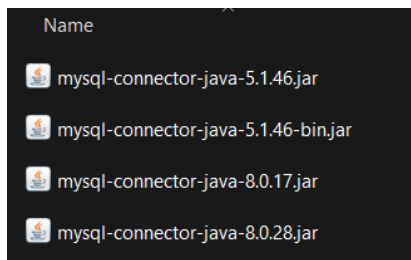 Name
mysql-connector-java-5.1.46.jar
mysql-connector-java-5.1.46-bin.jar
mysql-connector-java-8.0.17.jar
mysql-connector-java-8.0.28.jar